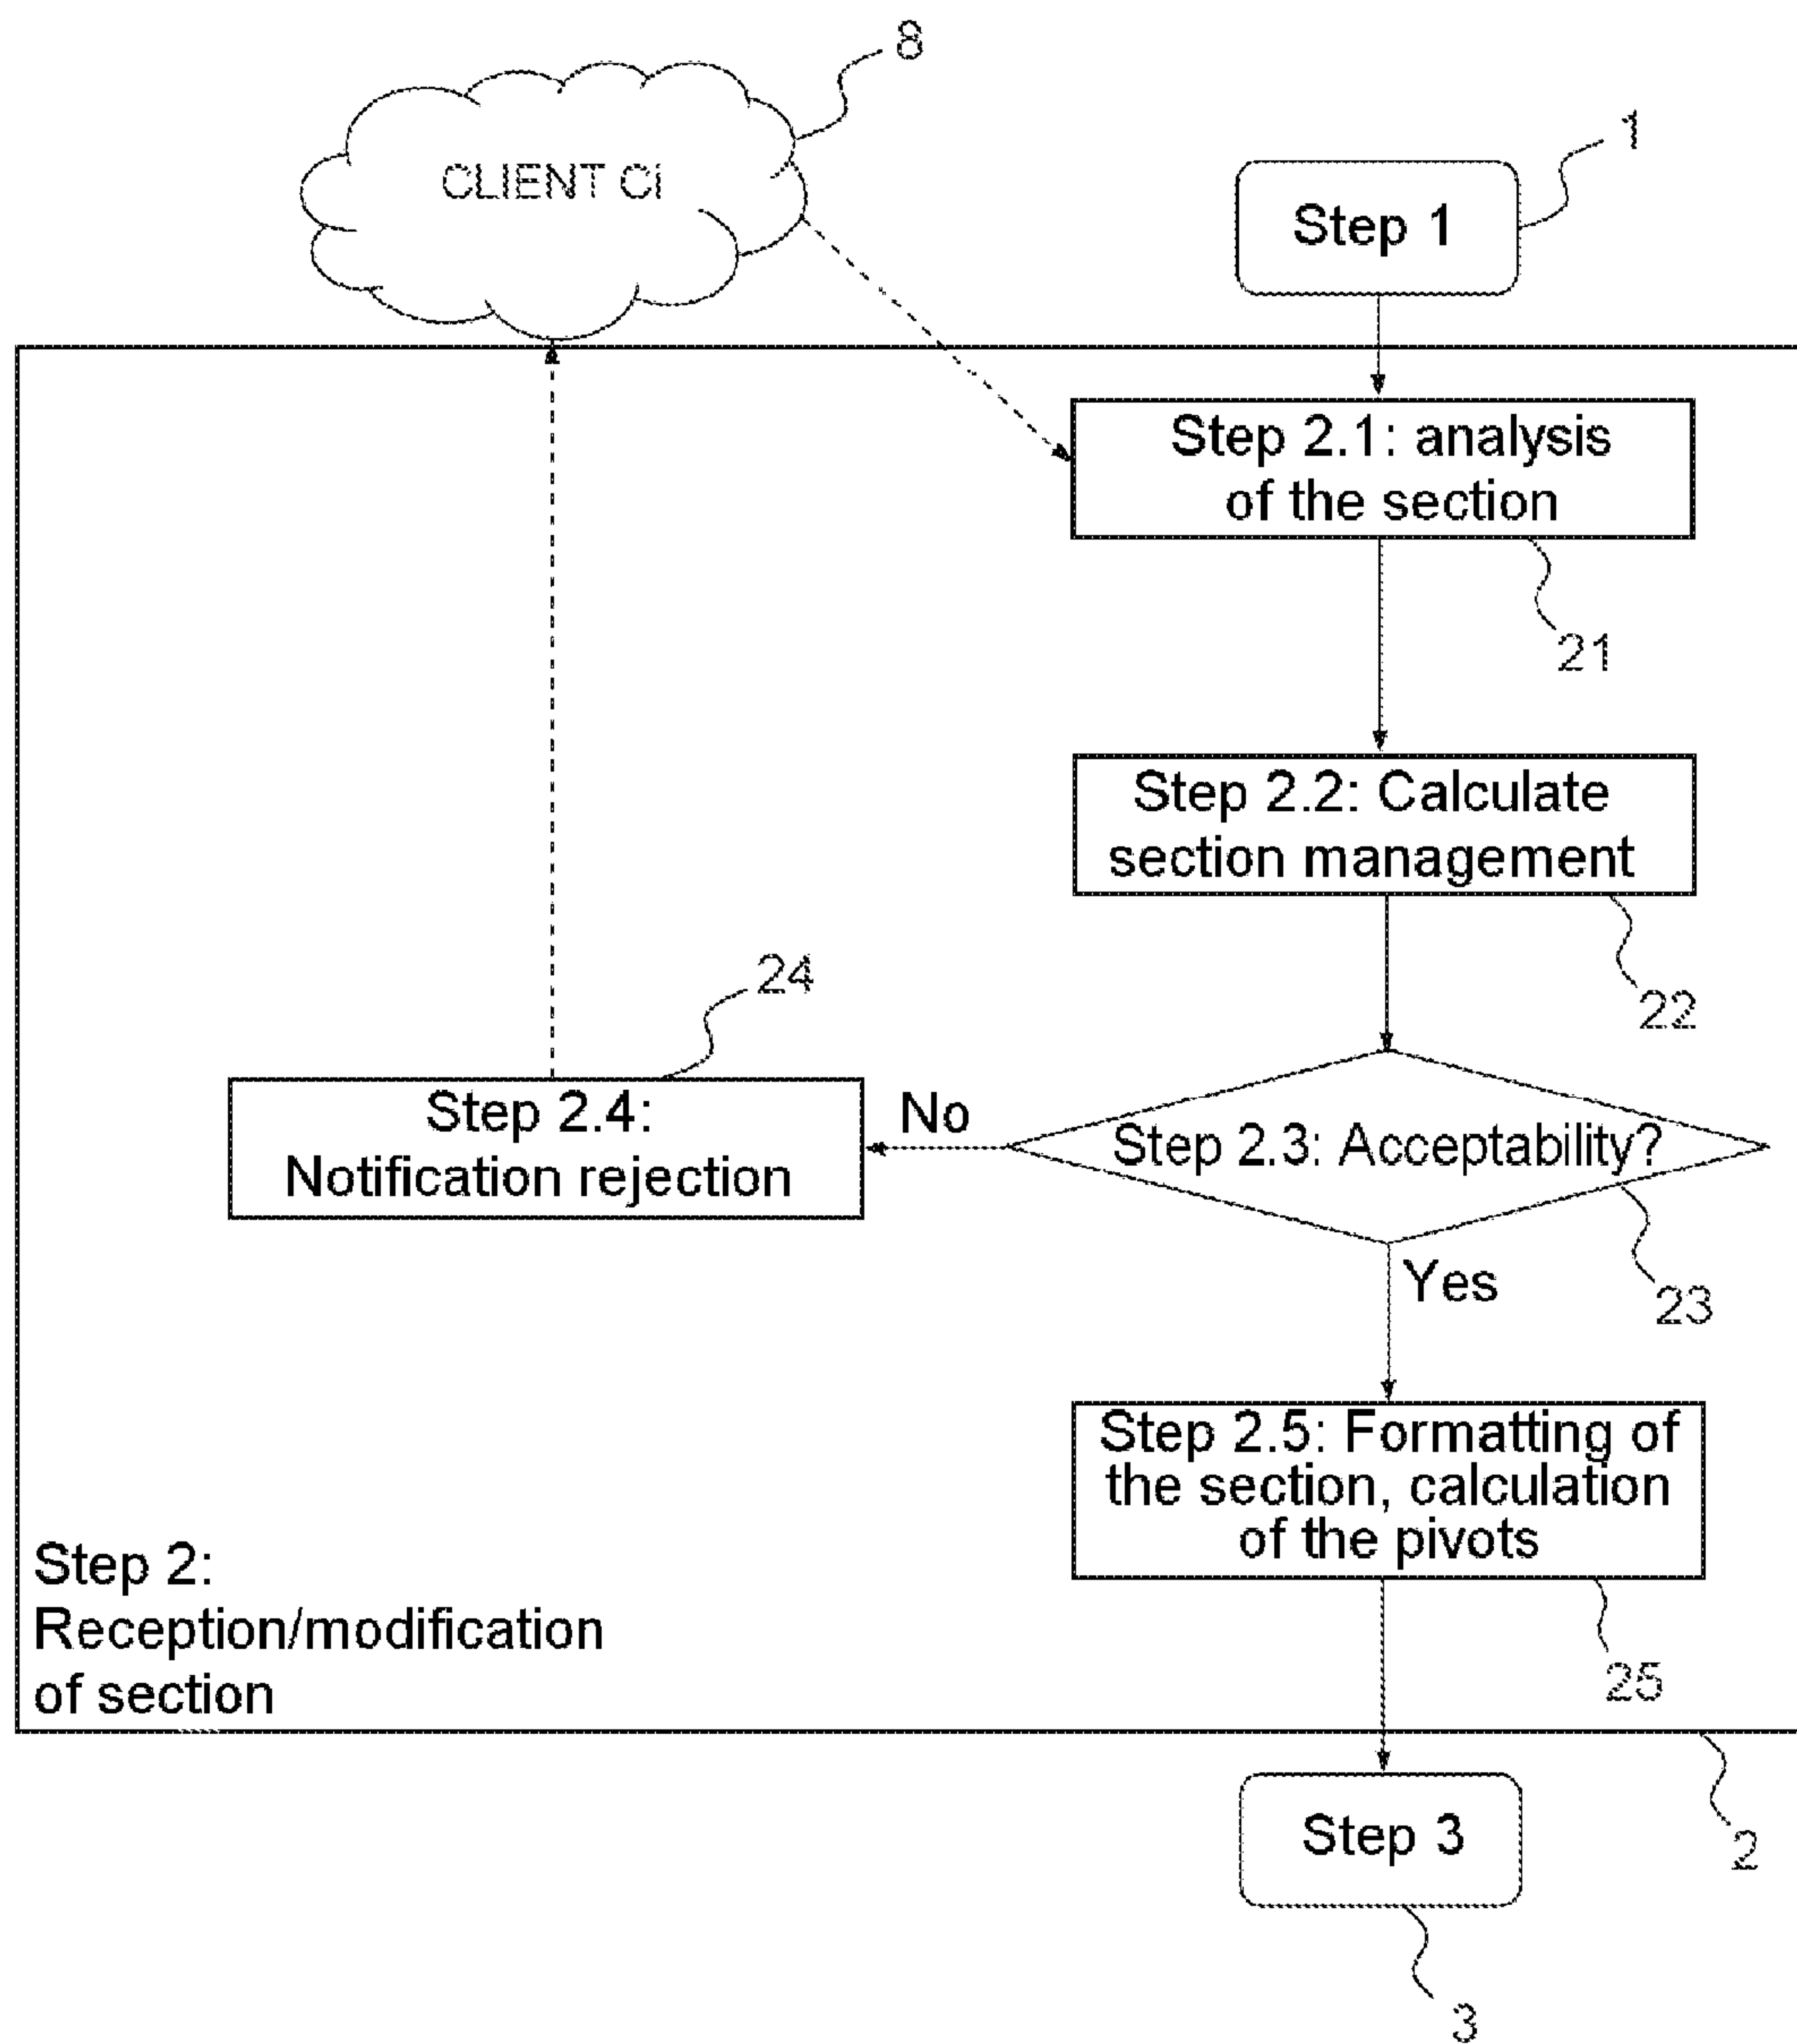 8
1
CLIENT Ci
Step 1
Step 2.1: analysis
of the section
21
Step 2.2: Calculate
section management
22
24
Step 2.4:
Notification rejection
No
Step 2.3: Acceptability?
Yes
23
Step 2.5: Formatting of
the section, calculation
of the pivots
25
Step 2:
Reception/modification
of section
2
Step 3
3